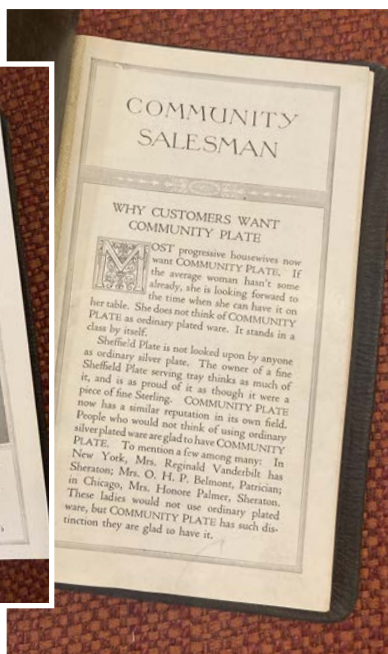 COMMUNITY
SALESMAN
WHY CUSTOMERS WANT
COMMUNITY PLATE
MOST progressive housewives now
want COMMUNITY PLATE. If
the average woman hasn't some
already, she is looking forward to
the time when she can have it on
her table. She does not think of COMMUNITY
PLATE as ordinary plated ware. It stands in a
class by itself.
Sheffield Plate is not looked upon by anyone
as ordinary silver plate. The owner of a fine
Sheffield Plate serving tray thinks as much of
it, and is as proud of it as though it were a
piece of fine Sterling. COMMUNITY PLATE
now has a similar reputation in its own field.
People who would not think of using ordinary
silver plated ware are glad to have COMMUNITY
PLATE. To mention a few among many: In
New York, Mrs. Reginald Vanderbilt has
Sheraton; Mrs. O. H. P. Belmont, Patrician;
in Chicago, Mrs. Honore Palmer, Sheraton.
These ladies would not use ordinary plated
ware, but COMMUNITY PLATE has such dis-
tinction they are glad to have it.